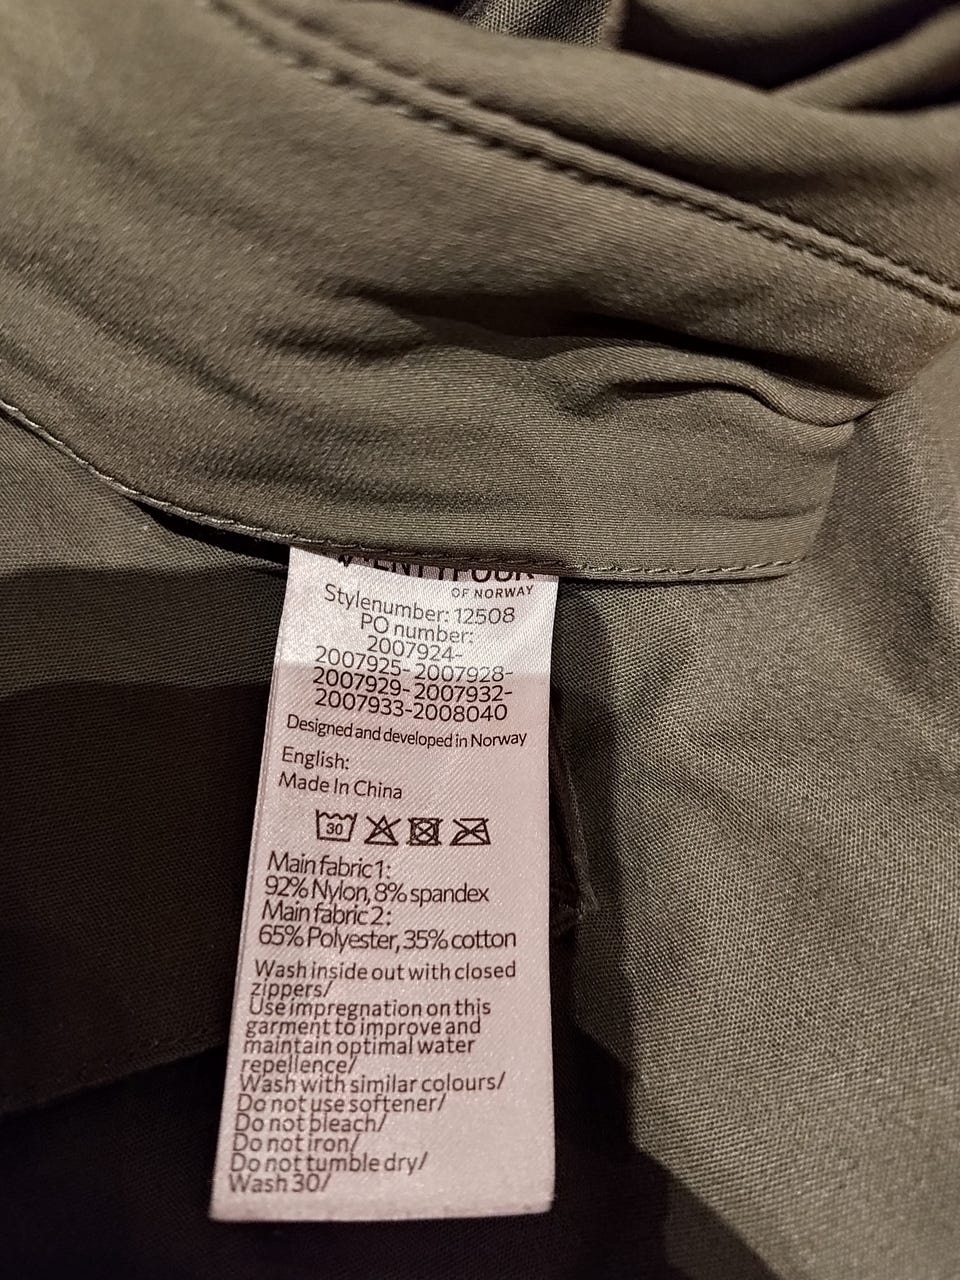 OF NORWAY
Stylenumber: 12508
PO number:
2007924-
2007925- 2007928-
2007929- 2007932-
2007933-2008040
Designed and developed in Norway
English:
Made In China
30
Main fabric 1:
92% Nylon, 8% spandex
Main fabric 2:
65% Polyester, 35% cotton
Wash inside out with closed
zippers/
Use impregnation on this
garment to improve and
maintain optimal water
repellence/
Wash with similar colours/
Do not use softener/
Do not bleach/
Do not iron/
Do not tumble dry/
Wash 30/